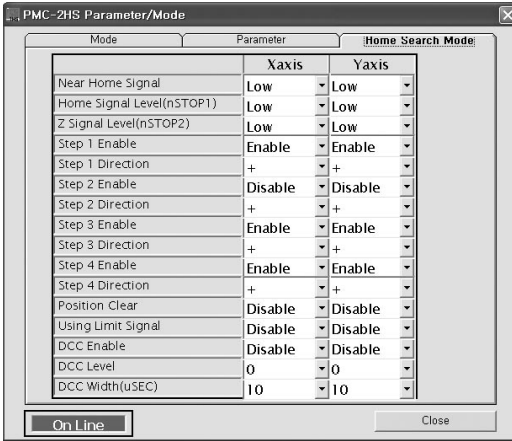 PMC-2HS Parameter/Mode
Mode Parameter Home Search Mode
Xaxis Yaxis
Near Home Signal Low Low
Home Signal Level(nSTOP1) Low Low
Z Signal Level(nSTOP2) Low Low
Step 1 Enable Enable Enable
Step 1 Direction + +
Step 2 Enable Disable Disable
Step 2 Direction + +
Step 3 Enable Enable Enable
Step 3 Direction + +
Step 4 Enable Enable Enable
Step 4 Direction + +
Position Clear Disable Disable
Using Limit Signal Disable Disable
DCC Enable Disable Disable
DCC Level 0 0
DCC Width(uSEC) 10 10
On Line Close